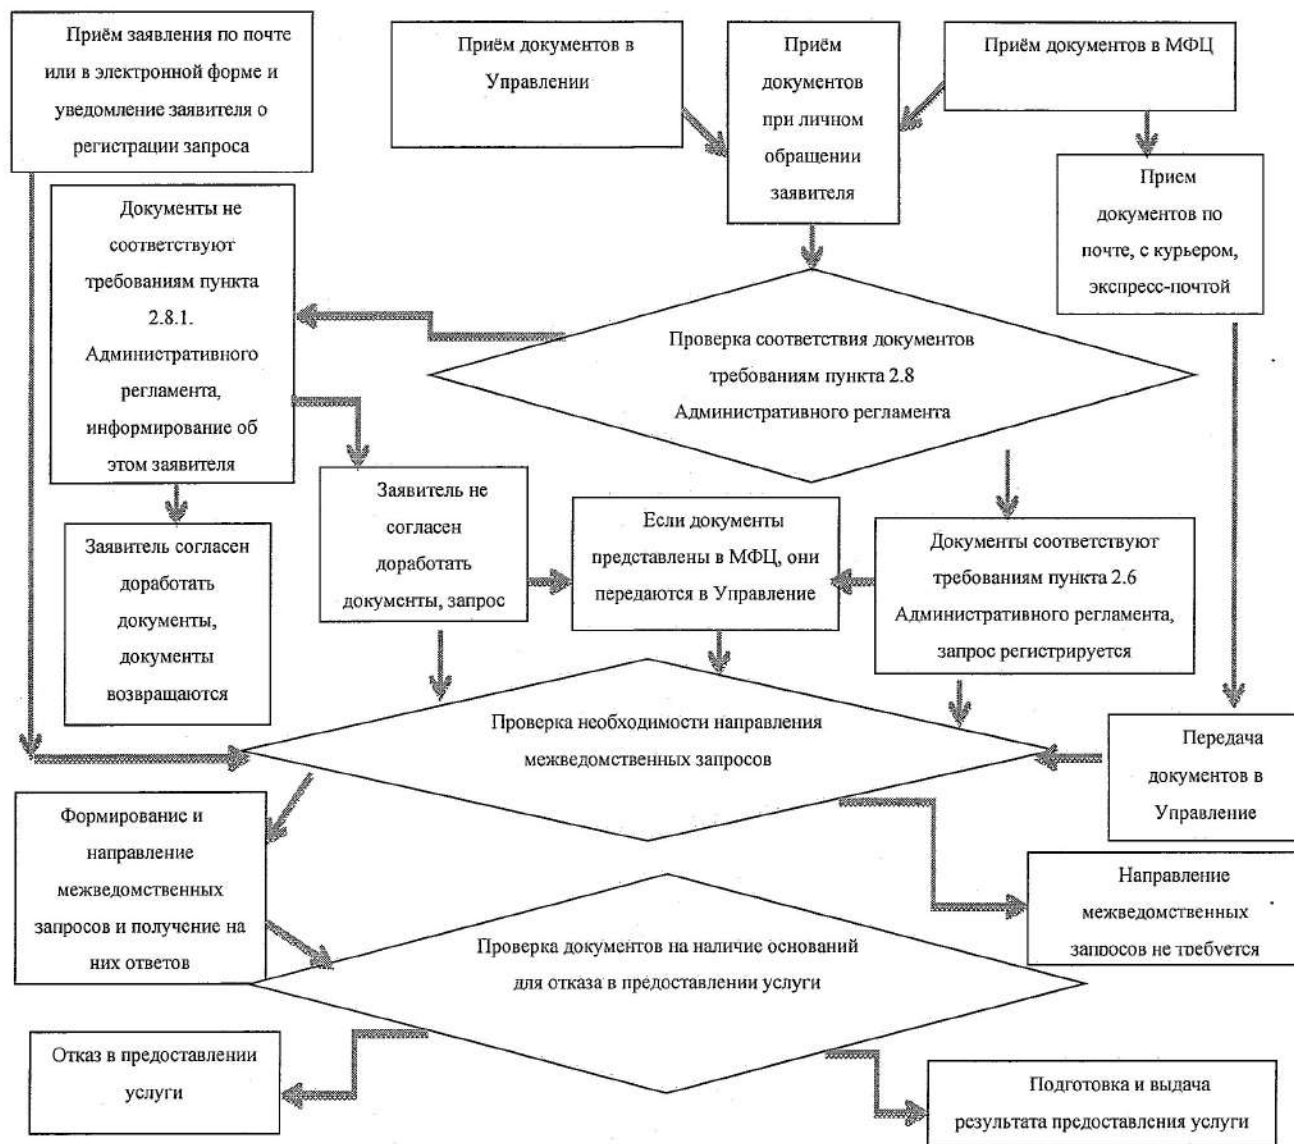 Приём заявления по почте
или в электронной форме и
уведомление заявителя о
регистрации запроса
Приём документов в
Управлении
Приём
документов
при личном
обращении
заявителя
Приём документов в МФЦ
Прием
документов по
почте, с курьером,
экспресс-почтой
Документы не
соответствуют
требованиям пункта
2.8.1.
Административного
регламента,
информирование об
этом заявителя
Проверка соответствия документов
требованиям пункта 2.8
Административного регламента
Заявитель согласен
доработать
документы,
документы
возвращаются
Заявитель не
согласен
доработать
документы, запрос
Если документы
представлены в МФЦ, они
передаются в Управление
Документы соответствуют
требованиям пункта 2.6
Административного регламента,
запрос регистрируется
Проверка необходимости направления
межведомственных запросов
Передача
документов в
Управление
Формирование и
направление
межведомственных
запросов и получение на
них ответов
Направление
межведомственных
запросов не требуется
Проверка документов на наличие оснований
для отказа в предоставлении услуги
Отказ в предоставлении
услуги
Подготовка и выдача
результата предоставления услуги